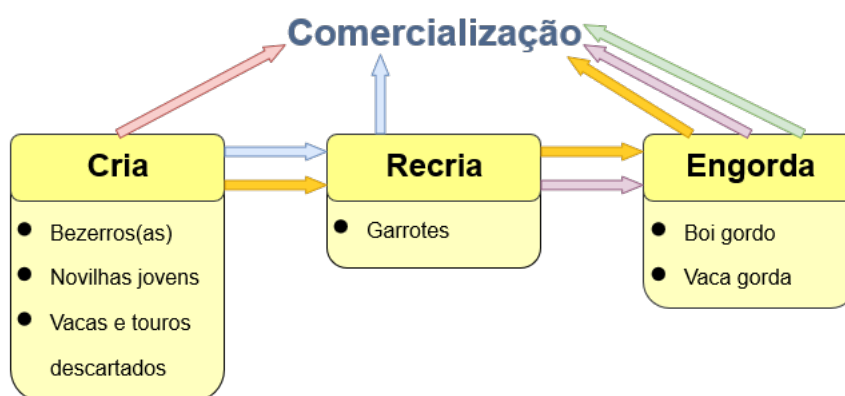 Comercialização
Cria
Bezerros(as)
Novilhas jovens
Vacas e touros
descartados
Recria
Garrotes
Engorda
Boi gordo
Vaca gorda